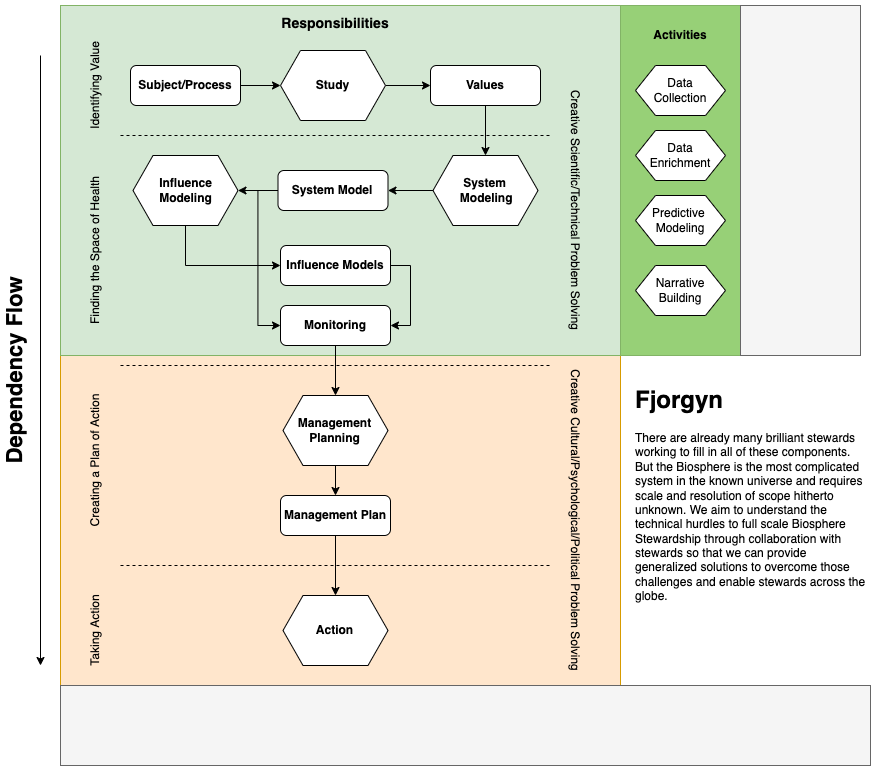 Responsibilities
Activities
Dependency Flow
Identifying Value
Subject/Process
Study
Values
Creative Scientific/Technical Problem Solving
Data
Collection
Data
Enrichment
Predictive
Modeling
Narrative
Building
Finding the Space of Health
Influence
Modeling
System Model
System
Modeling
Influence Models
Monitoring
Creating a Plan of Action
Management
Planning
Management Plan
Creative Cultural/Psychological/Political Problem Solving
Taking Action
Action
Fjorgyn
There are already many brilliant stewards
working to fill in all of these components.
But the Biosphere is the most complicated
system in the known universe and requires
scale and resolution of scope hitherto
unknown. We aim to understand the
technical hurdles to full scale Biosphere
Stewardship through collaboration with
stewards so that we can provide
generalized solutions to overcome those
challenges and enable stewards across the
globe.